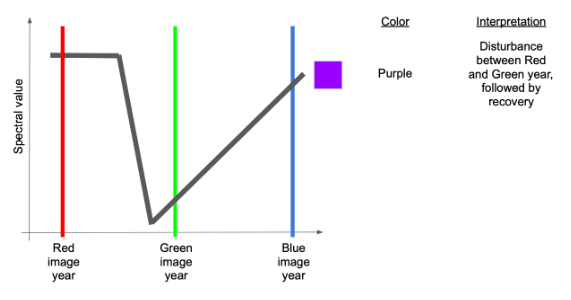 Color
Interpretation
Purple
Disturbance
between Red
and Green year,
followed by
recovery
Spectral value
Red
image
year
Green
image
year
Blue
image
year